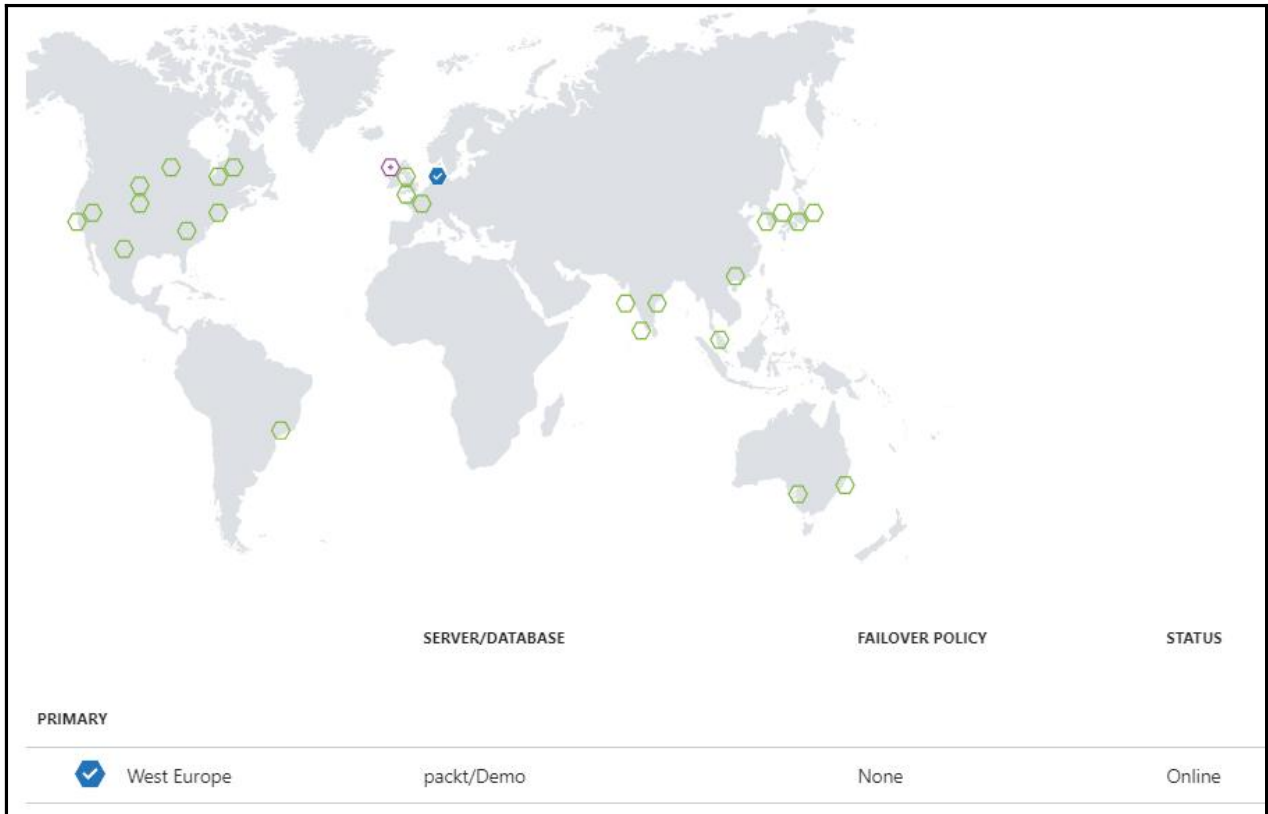 SERVER/DATABASE FAILOVER POLICY STATUS
PRIMARY
West Europe packt/Demo None Online